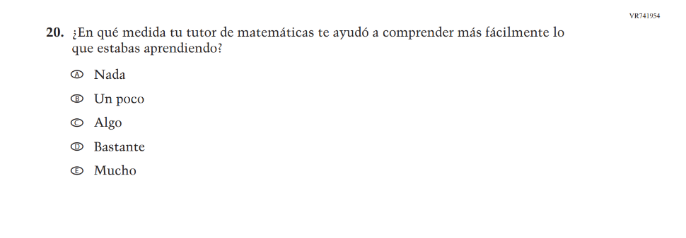 VR741954
20. ¿En qué medida tu tutor de matemáticas te ayudó a comprender más fácilmente lo
que estabas aprendiendo?
A Nada
B Un poco
C Algo
D Bastante
E Mucho